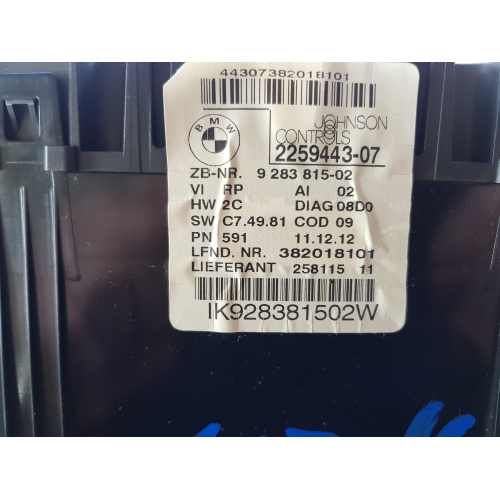 44307382018101
BMW
JOHNSON
CONTROLS
2259443-07
ZB-NR. 9 283 815-02
VI RP AI 02
HW 2C DIAG 08D0
SW C7.49.81 COD 09
PN 591 11.12.12
LFND. NR. 382018101
LIEFERANT 258115 11
IK928381502W